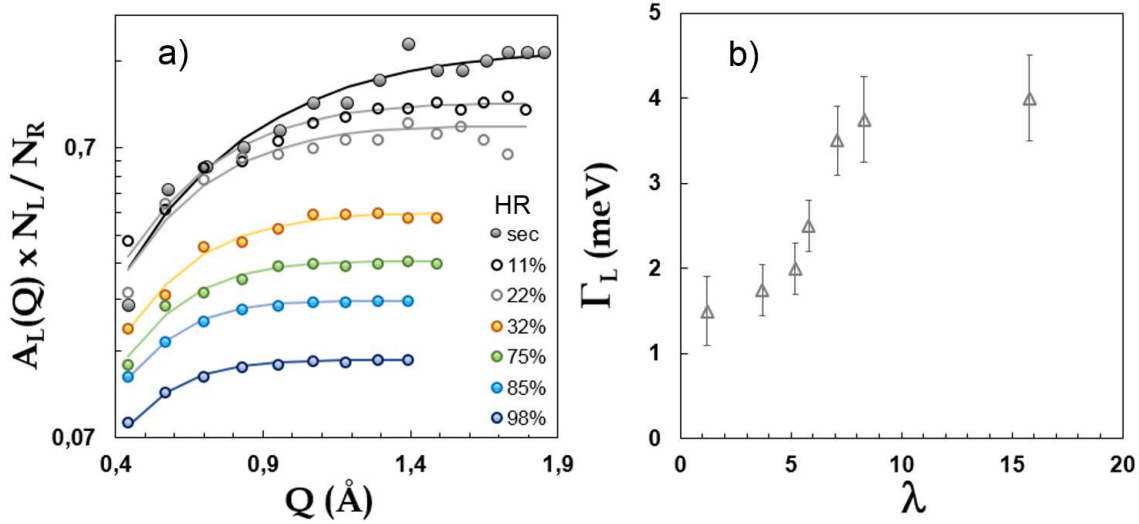 a)
A_L(Q) x N_L / N_R
0,7
0,07
HR
sec
11%
22%
32%
75%
85%
98%
0,4 0,9 1,4 1,9
Q (Å)
b)
Γ_L (meV)
5
4
3
2
1
0
0 5 10 15 20
λ